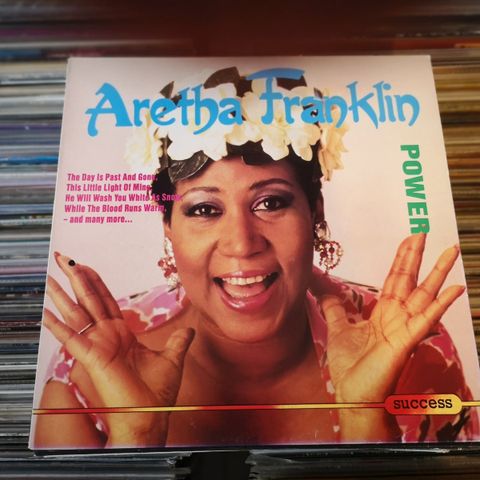 Aretha Franklin
POWER
The Day Is Past And Gone,
This Little Light Of Mine,
He Will Wash You White As Snow,
While The Blood Runs Warm,
– and many more...
success